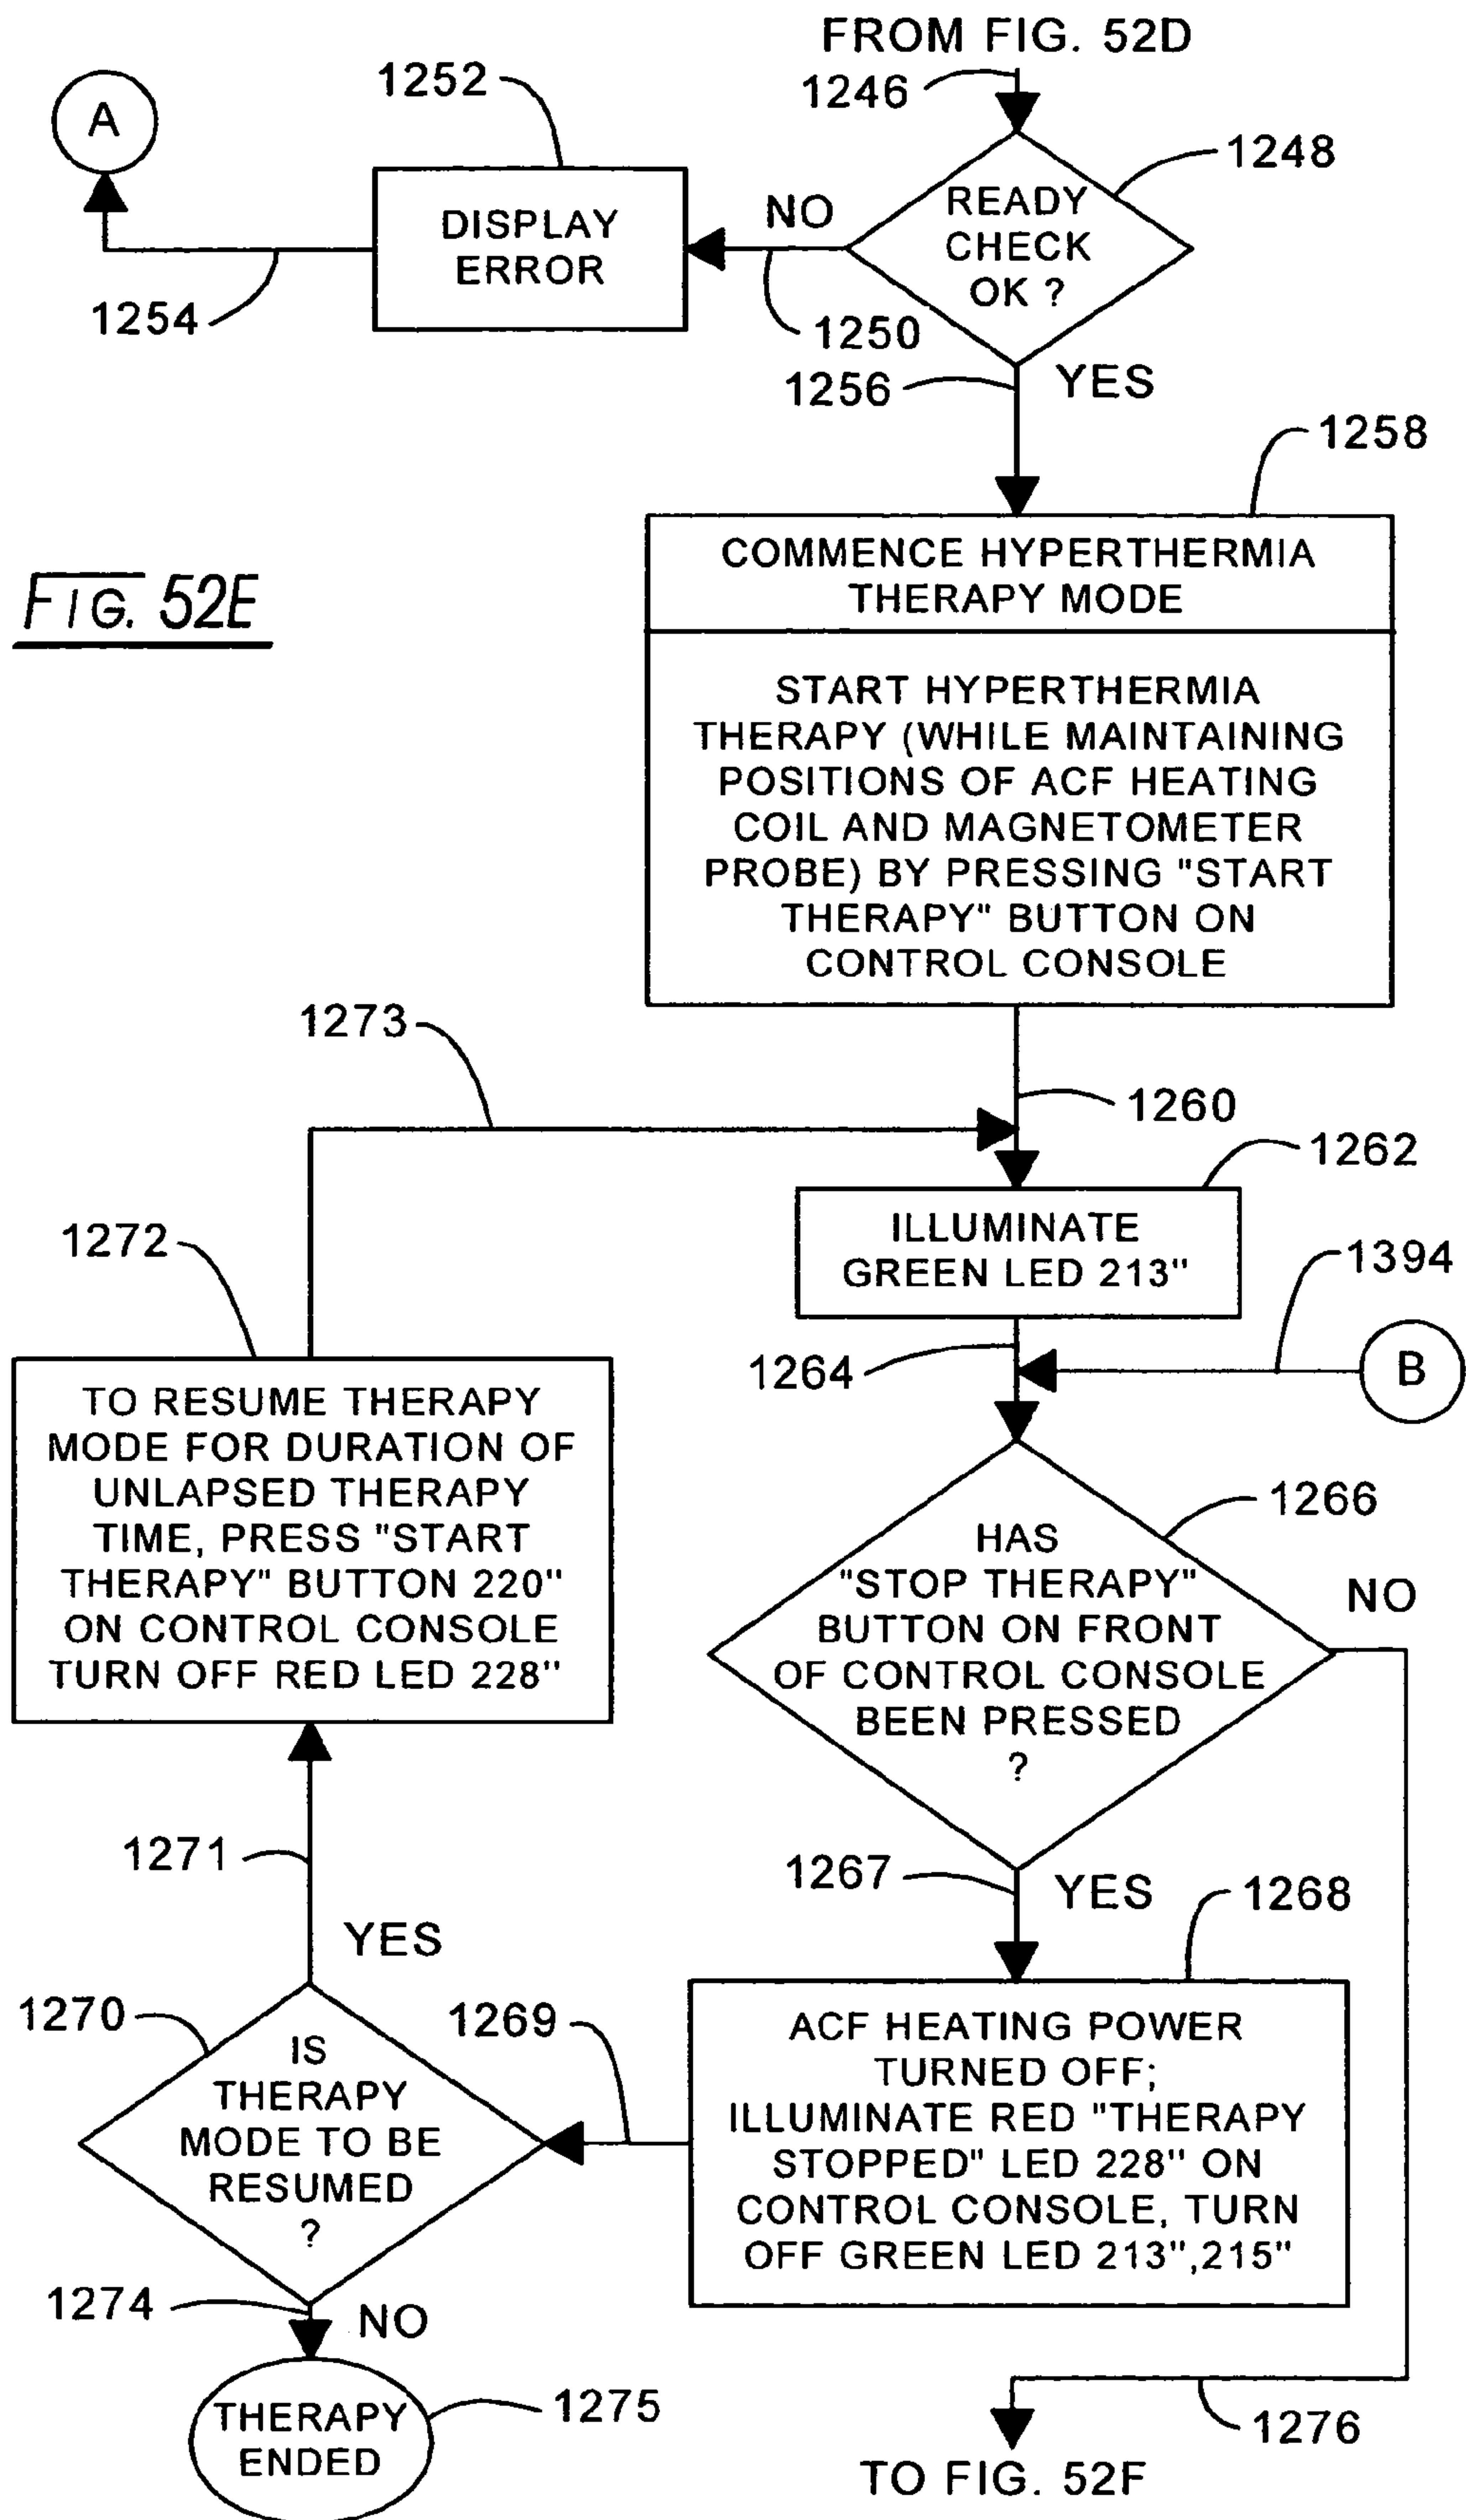 FROM FIG. 52D
1246
1252
A
1248
READY
CHECK
OK ?
NO
DISPLAY
ERROR
1254
1250
1256
YES
1258
COMMENCE HYPERTHERMIA
THERAPY MODE
FIG. 52E
START HYPERTHERMIA
THERAPY (WHILE MAINTAINING
POSITIONS OF ACF HEATING
COIL AND MAGNETOMETER
PROBE) BY PRESSING "START
THERAPY" BUTTON ON
CONTROL CONSOLE
1273
1260
1262
ILLUMINATE
GREEN LED 213"
1272
1394
1264
B
TO RESUME THERAPY
MODE FOR DURATION OF
UNLAPSED THERAPY
TIME, PRESS "START
THERAPY" BUTTON 220"
ON CONTROL CONSOLE
TURN OFF RED LED 228"
1266
HAS
"STOP THERAPY"
BUTTON ON FRONT
OF CONTROL CONSOLE
BEEN PRESSED
?
NO
1271
1267
YES
1268
YES
1270
1269
IS
THERAPY
MODE TO BE
RESUMED
?
ACF HEATING POWER
TURNED OFF;
ILLUMINATE RED "THERAPY
STOPPED" LED 228" ON
CONTROL CONSOLE, TURN
OFF GREEN LED 213",215"
1274
NO
THERAPY
ENDED
1275
1276
TO FIG. 52F